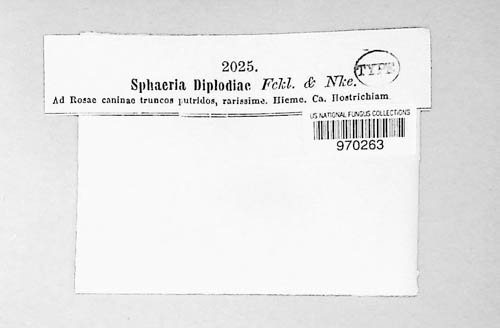 2025.
Sphaeria Diplodiae Fckl. & Nke.
TYPE
Ad Rosae caninae truncos putridos, rarissime. Hieme. Ca. Hostrichiam
US NATIONAL FUNGUS COLLECTIONS
970263